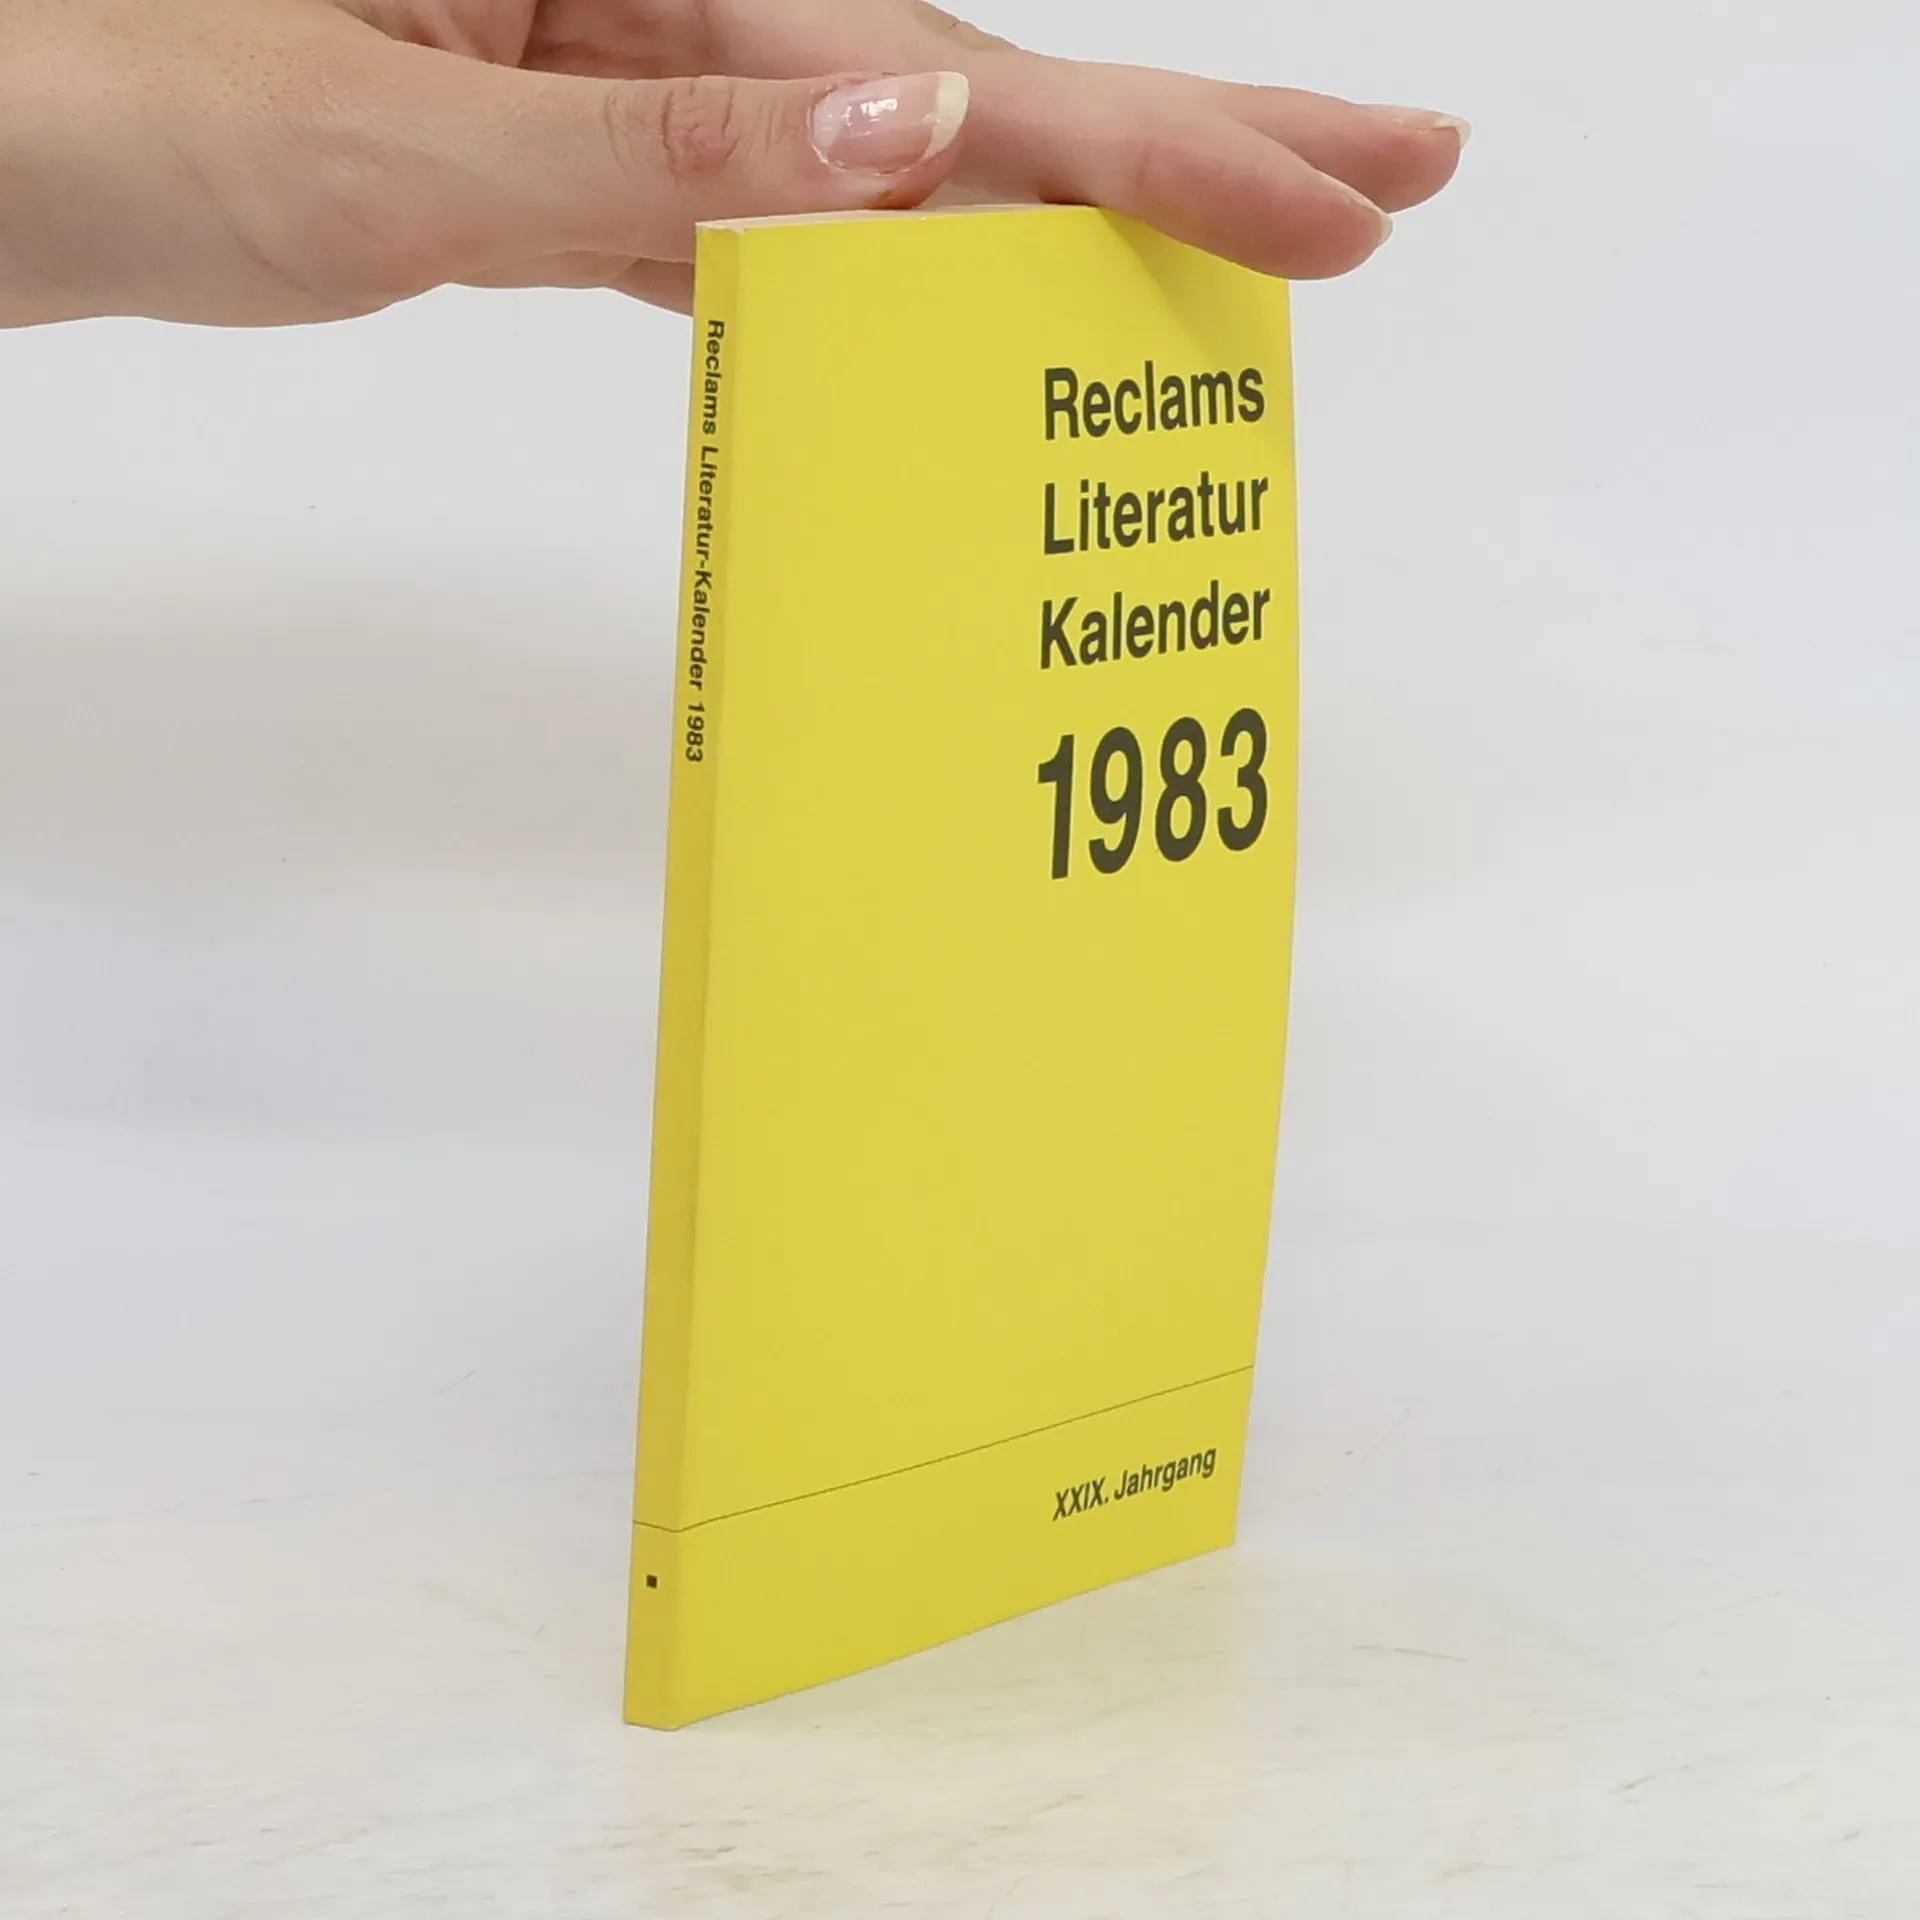 Reclams Literatur-Kalender 1983
Reclams
Literatur
Kalender
1983
XXIX. Jahrgang